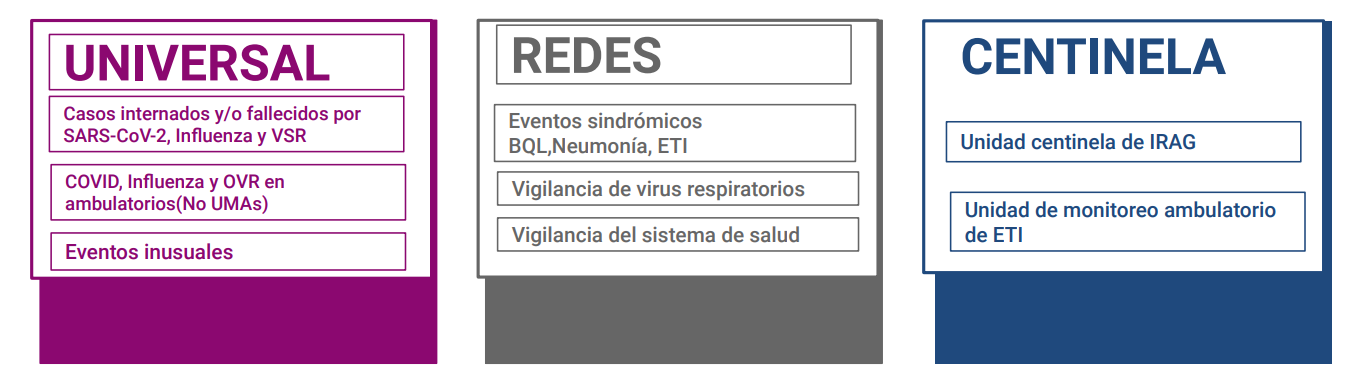 UNIVERSAL
Casos internados y/o fallecidos por
SARS-CoV-2, Influenza y VSR
COVID, Influenza y OVR en
ambulatorios(No UMAs)
Eventos inusuales
REDES
Eventos sindrómicos
BQL,Neumonía, ETI
Vigilancia de virus respiratorios
Vigilancia del sistema de salud
CENTINELA
Unidad centinela de IRAG
Unidad de monitoreo ambulatorio
de ETI